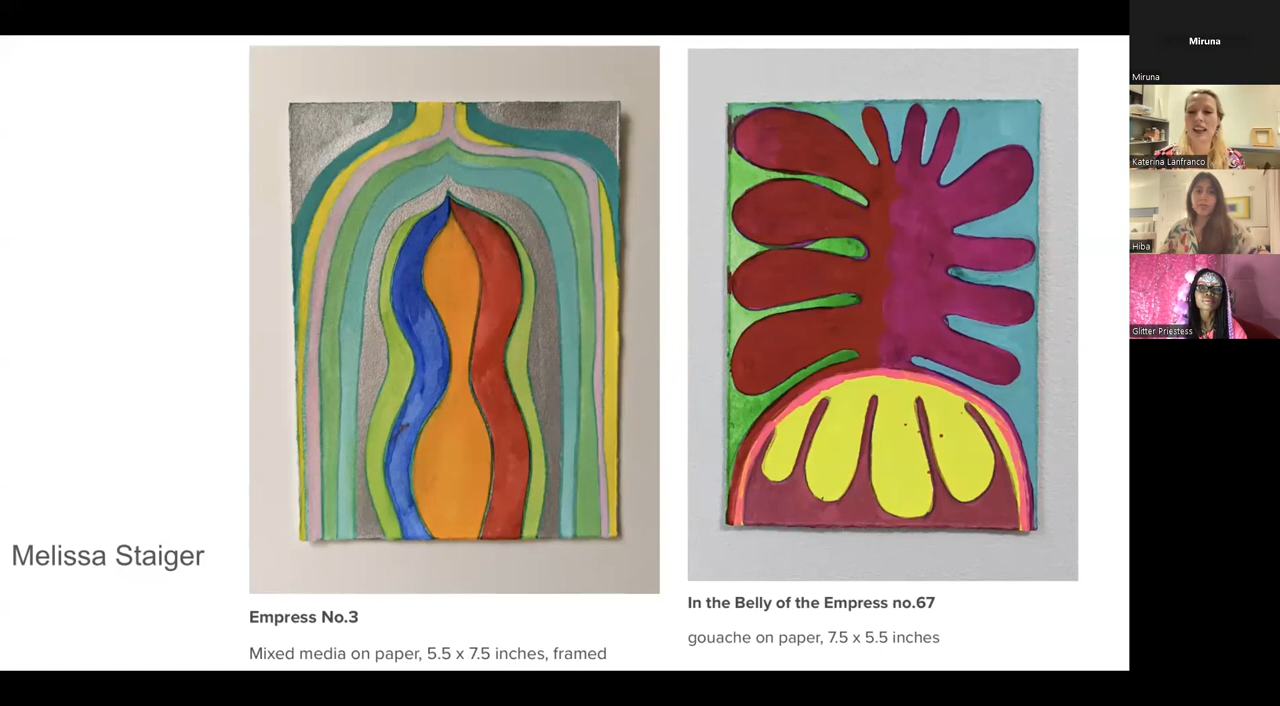 Melissa Staiger
Empress No.3
Mixed media on paper, 5.5 x 7.5 inches, framed
In the Belly of the Empress no.67
gouache on paper, 7.5 x 5.5 inches
Miruna
Miruna
Katerina Lanfranco
Hiba
Glitter Priestess